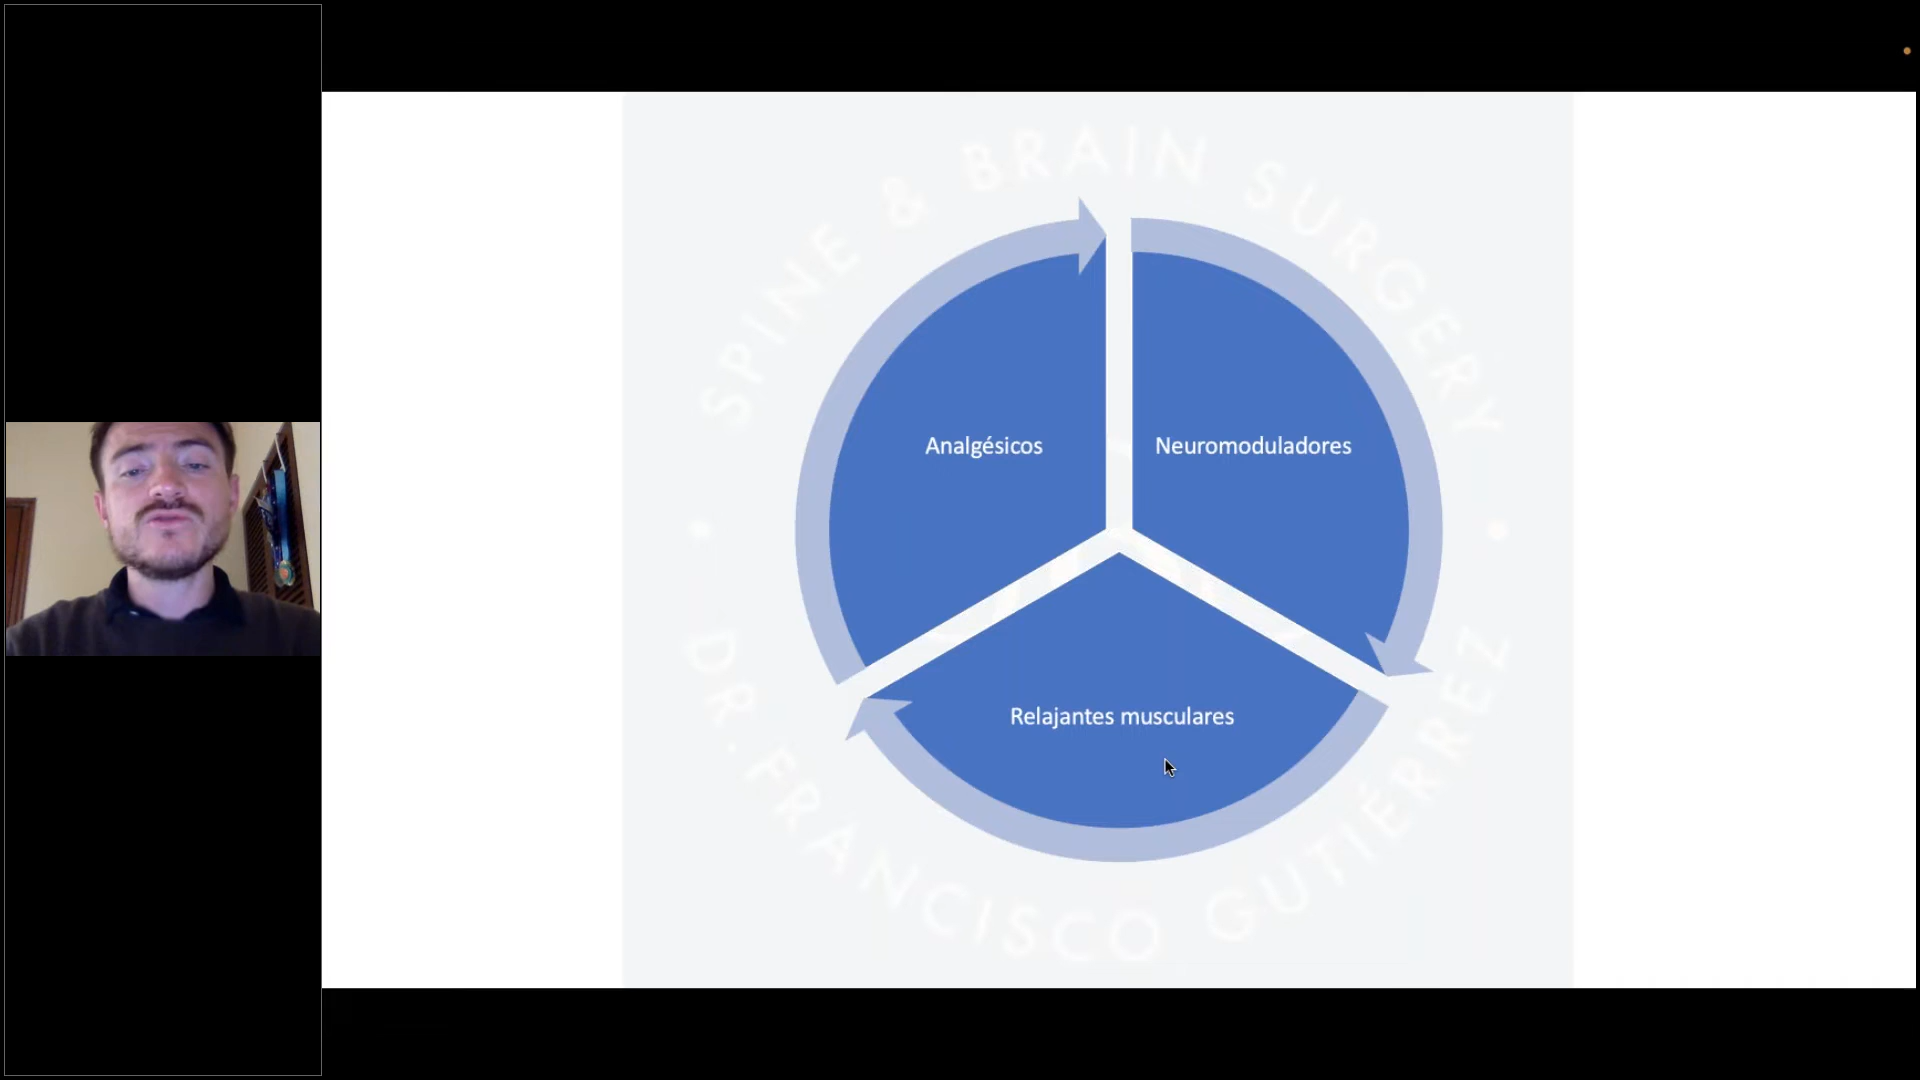 SPINE & BRAIN SURGERY
Analgésicos
Neuromoduladores
Relajantes musculares
DR. FRANCISCO GUTIÉRREZ